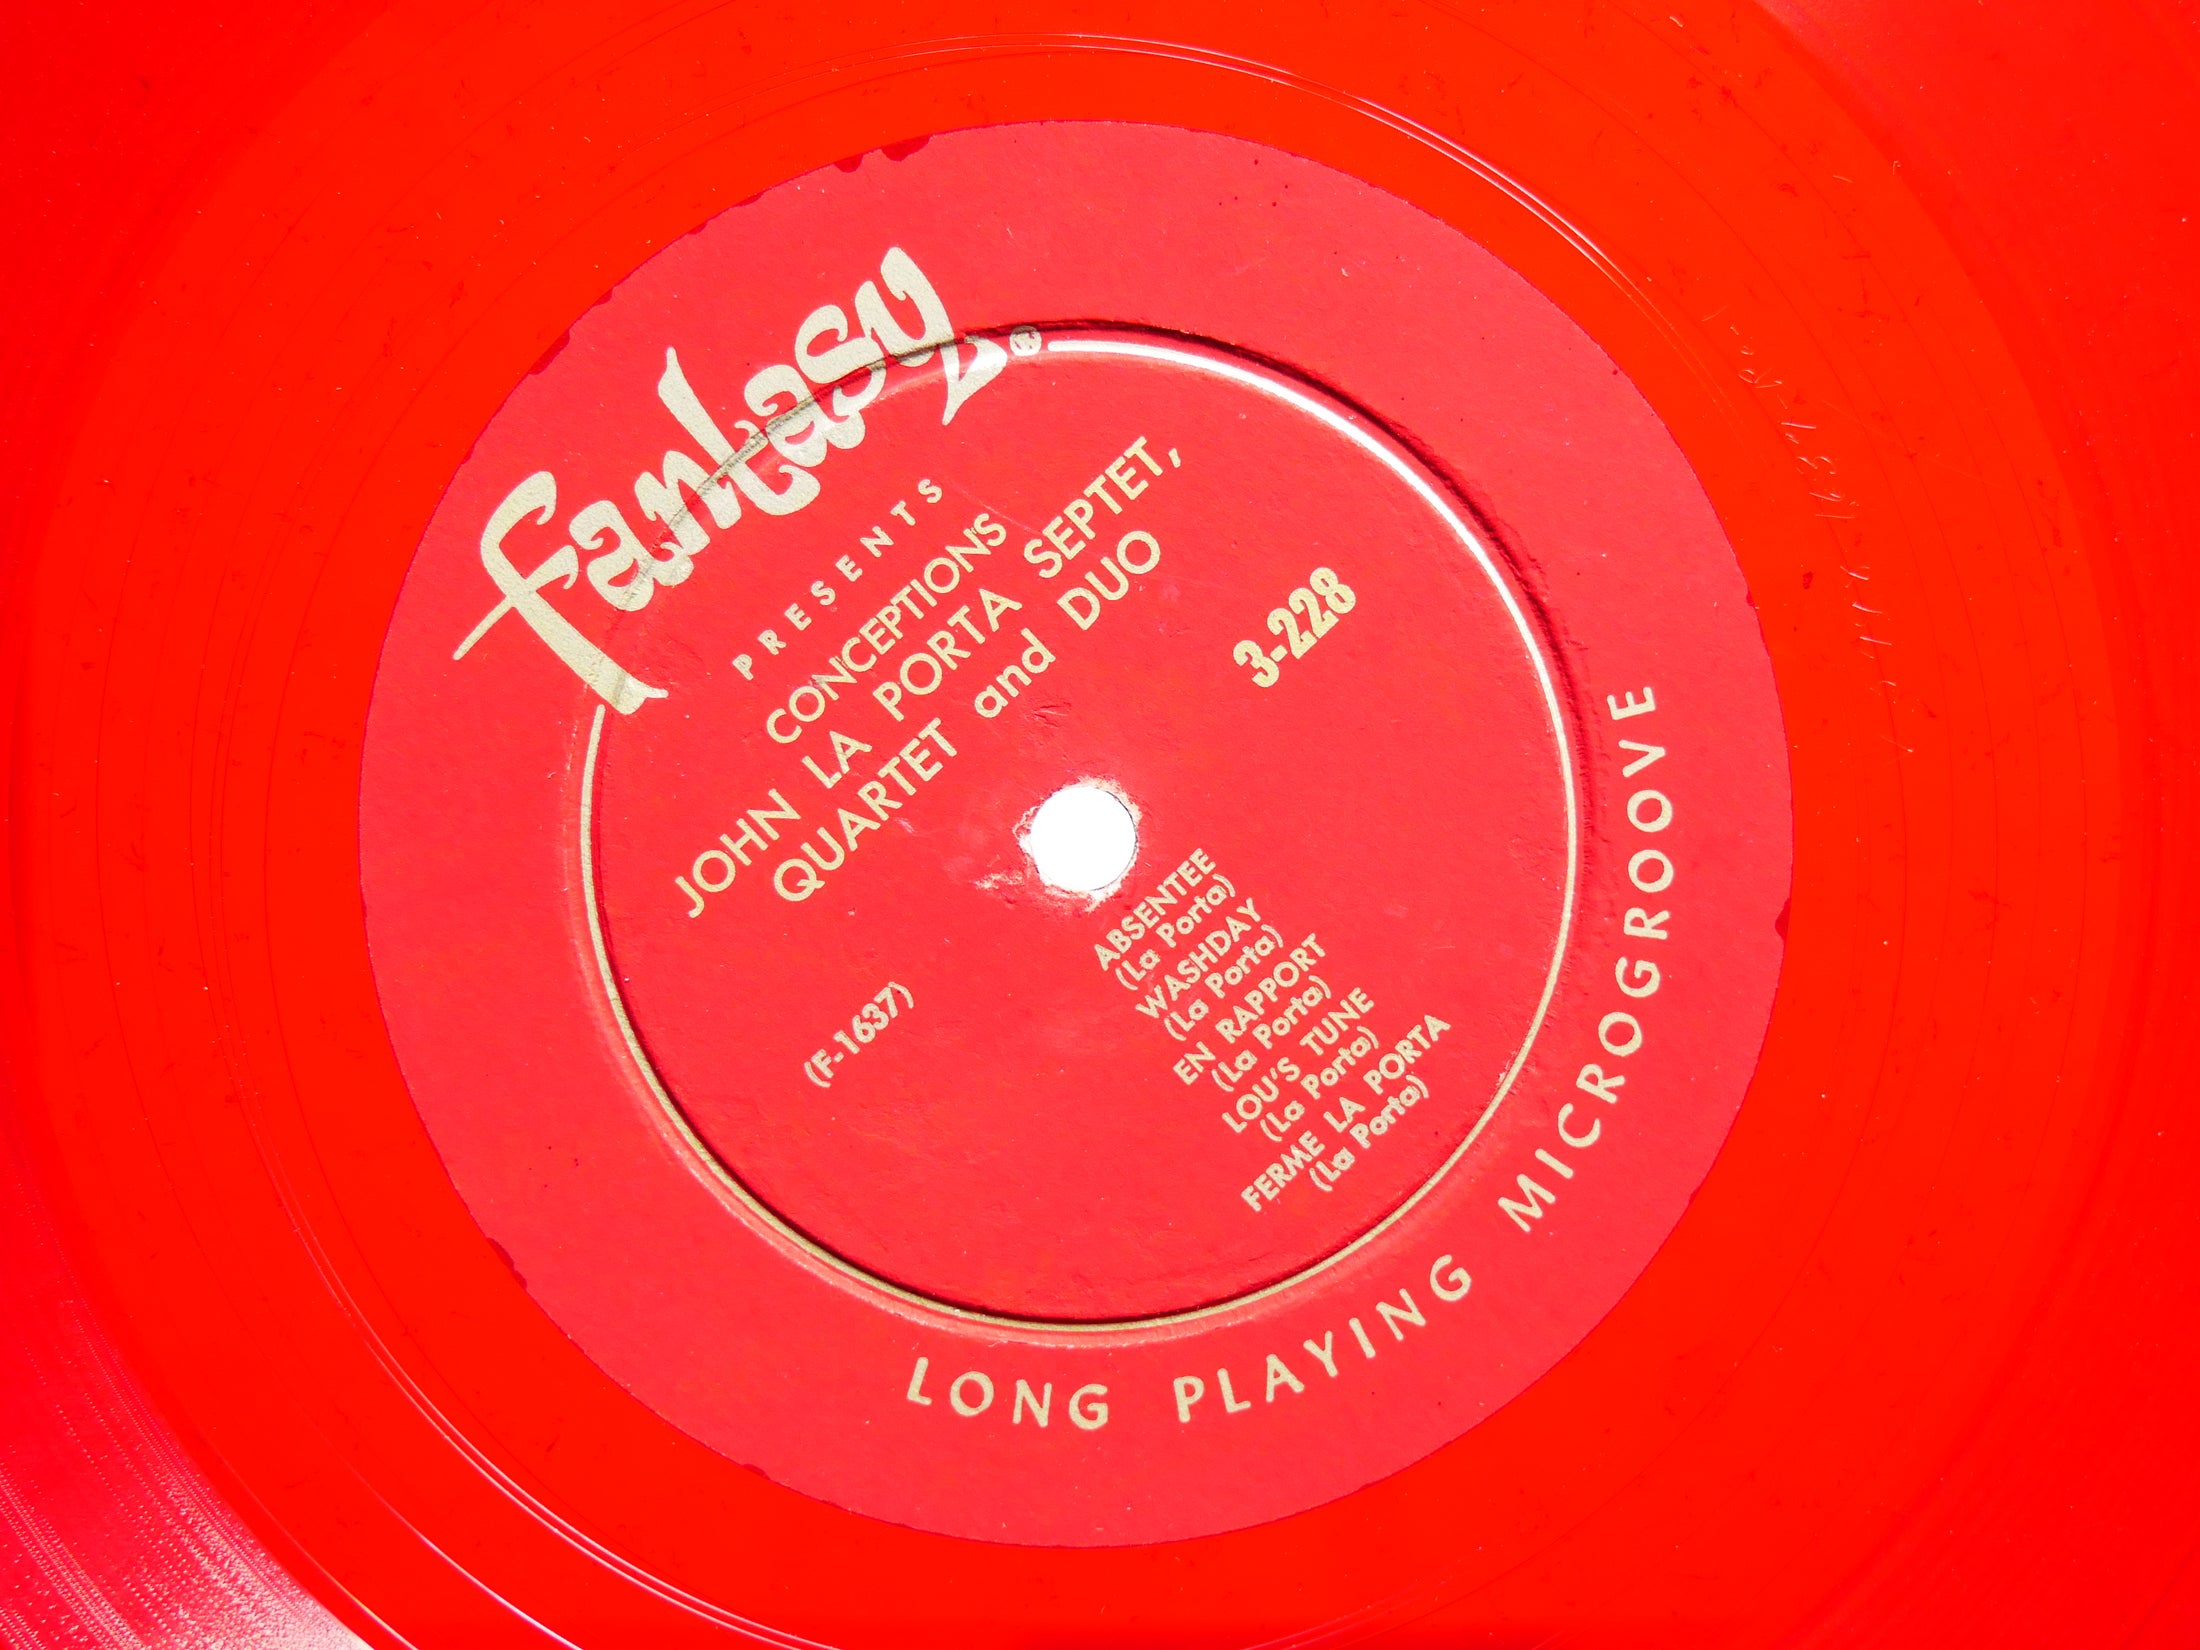 Fantasy.®
PRESENTS
CONCEPTIONS
JOHN LA PORTA SEPTET,
QUARTET and DUO
3-228
(F-1637)
ABSENTEE
(La Porta)
WASHDAY
(La Porta)
EN RAPPORT
(La Porta)
LOU'S TUNE
(La Porta)
FERME LA PORTA
(La Porta)
LONG PLAYING MICROGROOVE